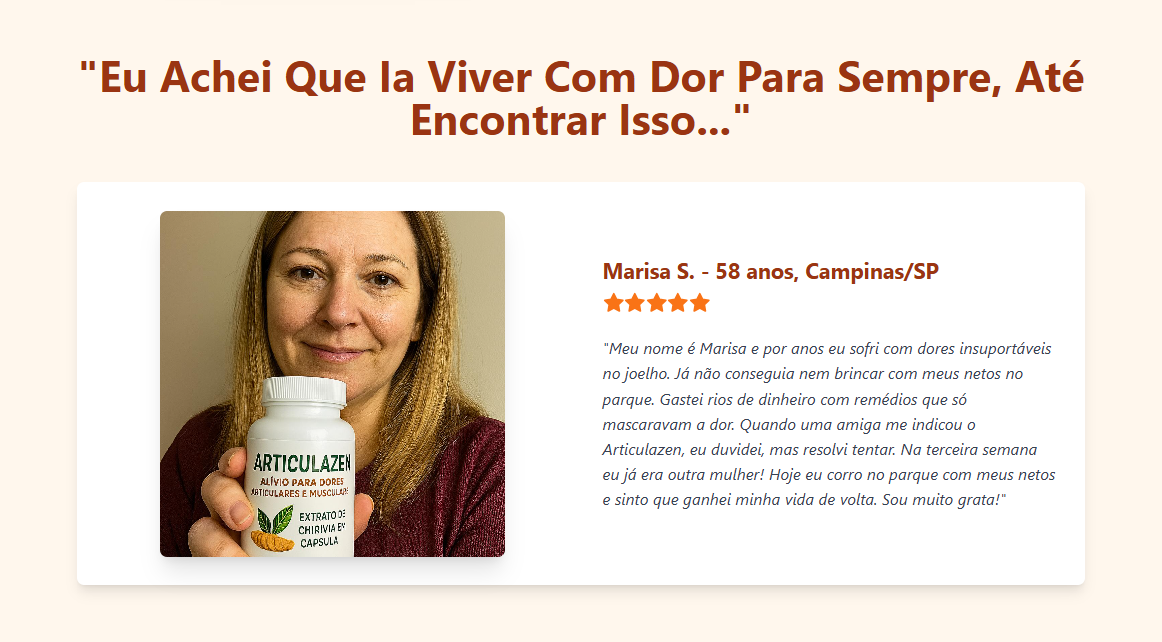 "Eu Achei Que Ia Viver Com Dor Para Sempre, Até
Encontrar Isso..."
ARTICULAZEN
ALÍVIO PARA DORES
ARTICULARES E MUSCULARES
EXTRATO DE
CHIRIVIA EM
CAPSULA
Marisa S. - 58 anos, Campinas/SP
"Meu nome é Marisa e por anos eu sofri com dores insuportáveis
no joelho. Já não conseguia nem brincar com meus netos no
parque. Gastei rios de dinheiro com remédios que só
mascaravam a dor. Quando uma amiga me indicou o
Articulazen, eu duvidei, mas resolvi tentar. Na terceira semana
eu já era outra mulher! Hoje eu corro no parque com meus netos
e sinto que ganhei minha vida de volta. Sou muito grata!"